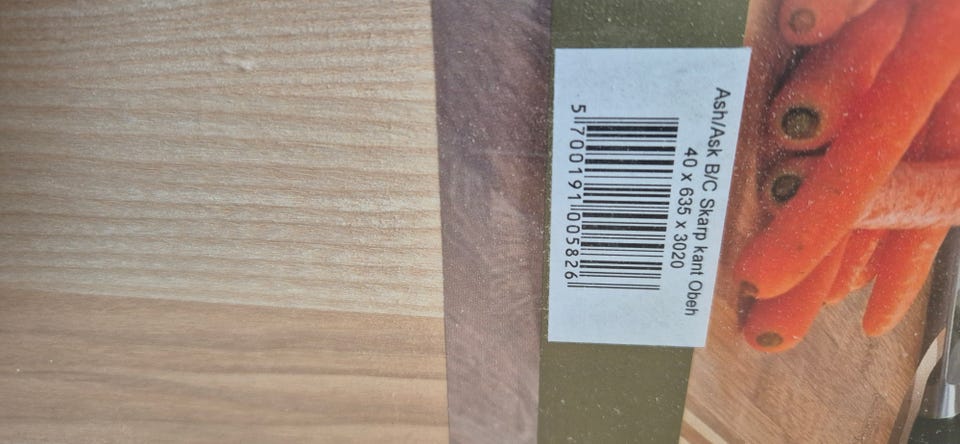 Ash/Ask B/C Skarp kant Obeh
40 x 635 x 3020
5 700191 005826